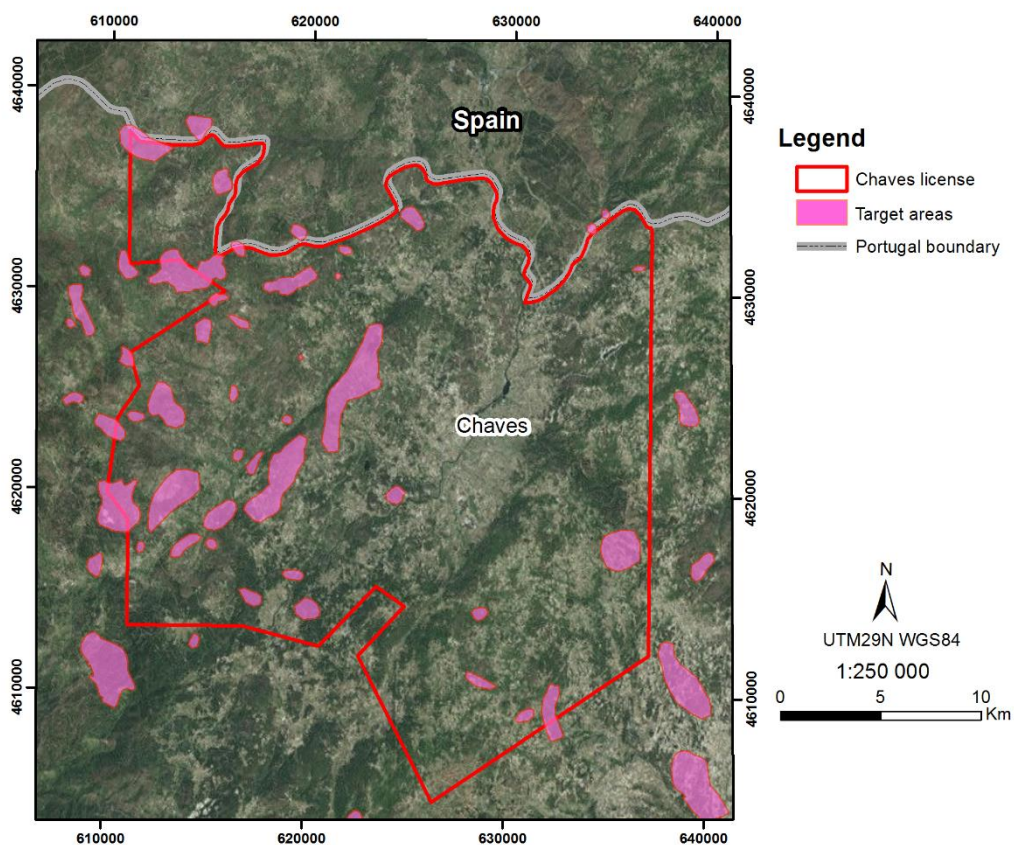 610000
620000
630000
640000
4640000
4630000
4620000
4610000
Spain
Chaves
4640000
4630000
4620000
4610000
610000
620000
630000
640000
Legend
Chaves license
Target areas
Portugal boundary
N
UTM29N WGS84
1:250 000
0 5 10
Km